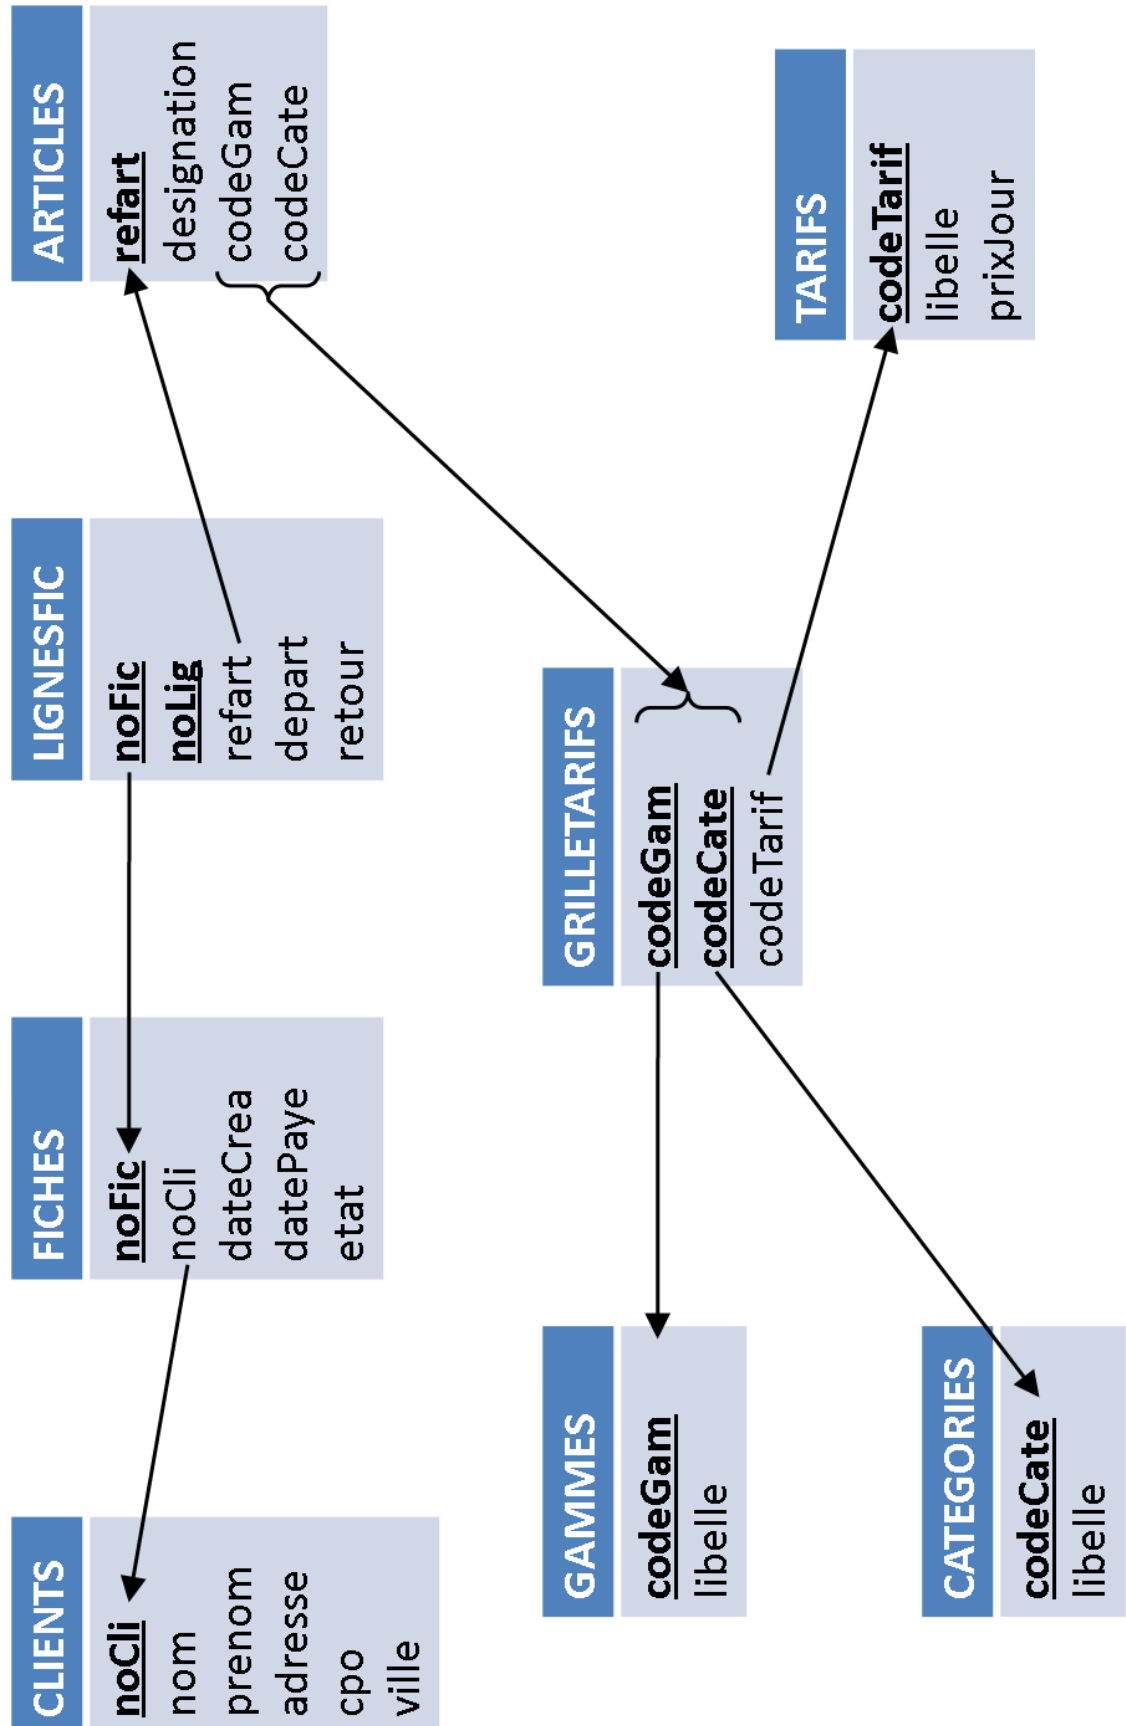 CLIENTS
noCli
nom
prenom
adresse
cpo
ville
FICHES
noFic
noCli
dateCrea
datePaye
etat
LIGNESFIC
noFic
noLig
refart
depart
retour
ARTICLES
refart
designation
codeGam
codeCate
GAMMES
codeGam
libelle
GRILLETARIFS
codeGam
codeCate
codeTarif
TARIFS
codeTarif
libelle
prixJour
CATEGORIES
codeCate
libelle